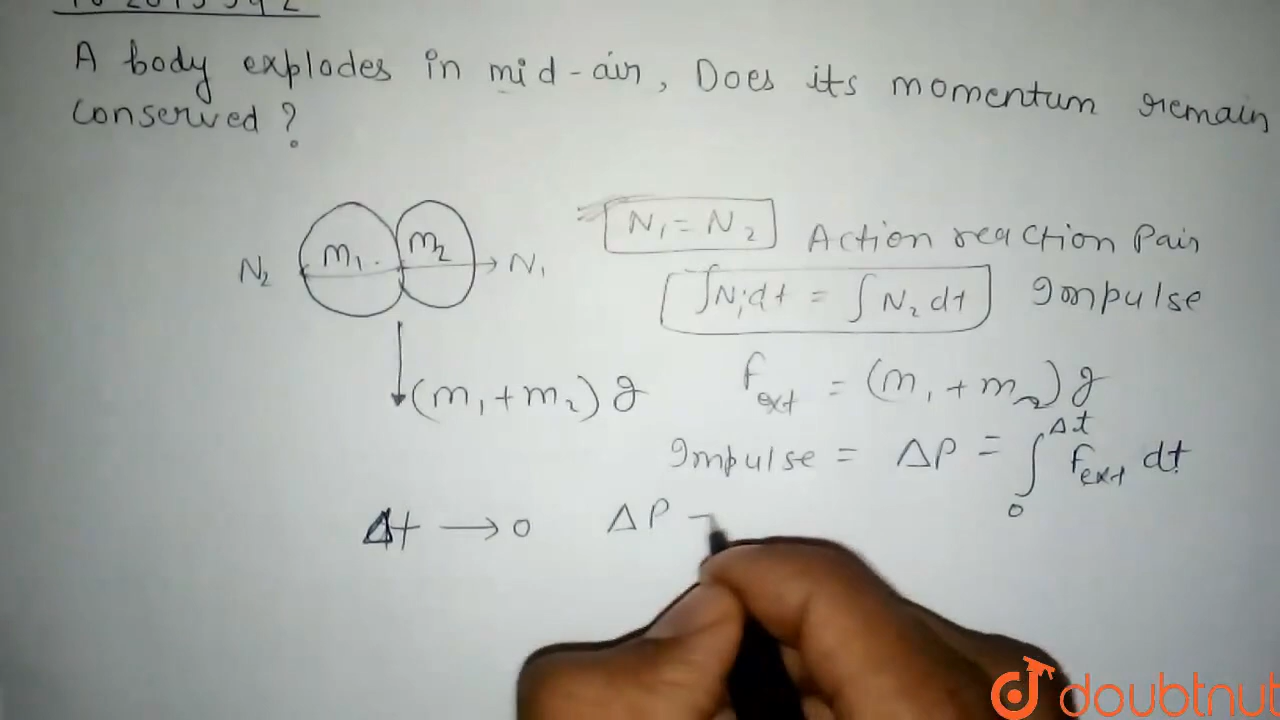 A body explodes in mid-air, Does its momentum remain
Conserved ?
N₂ m₁ m₂ N₁
N₁ = N₂ Action reaction Pair
∫N₁dt = ∫N₂dt Impulse
(m₁+m₂)g
Fext = (m₁+m₂)g
Impulse = ΔP = ∫₀^Δt Fext dt
Δt → 0 ΔP
doubtnut